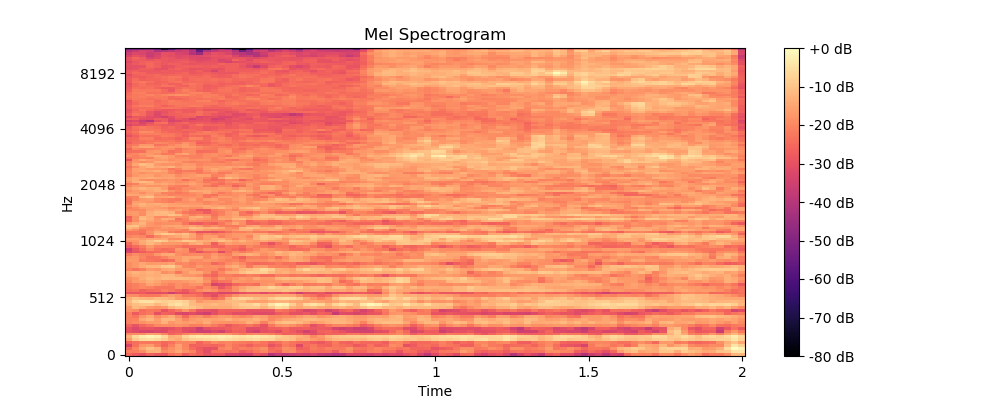 Mel Spectrogram
Hz
8192
4096
2048
1024
512
0
0 0.5 1 1.5 2
Time
+0 dB
-10 dB
-20 dB
-30 dB
-40 dB
-50 dB
-60 dB
-70 dB
-80 dB